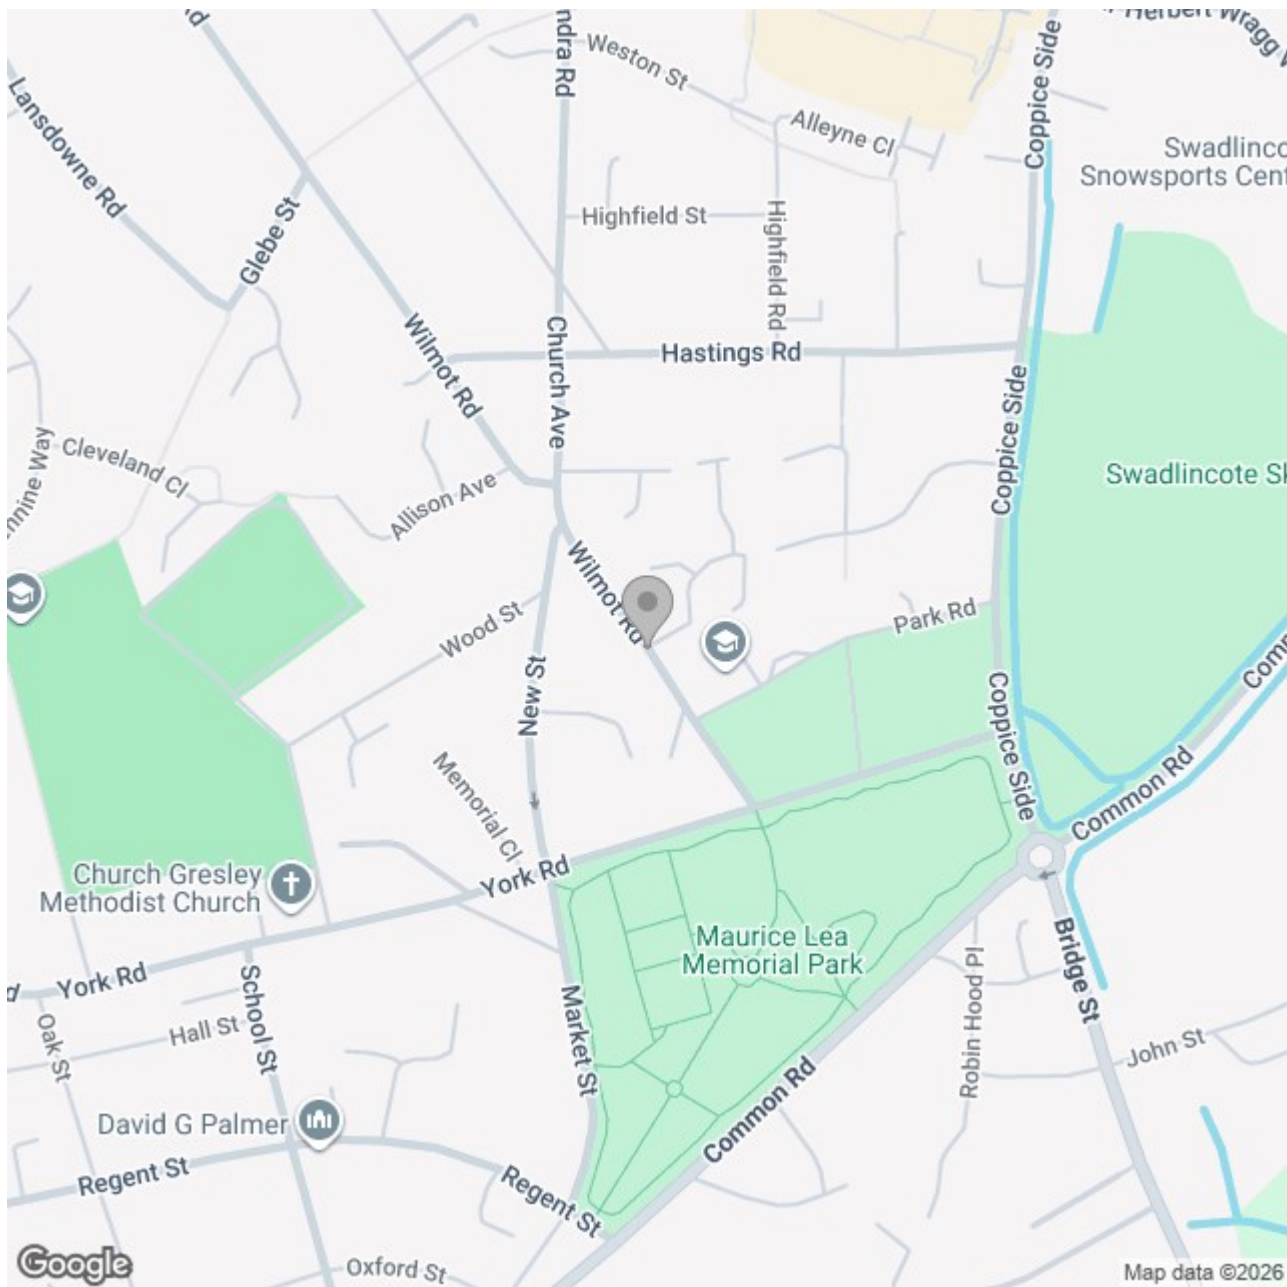 Weston St
Coppice Side
Lansdowne Rd
Alleyne Cl
Swadlinco
Snowsports Cent
Highfield St
Highfield Rd
Glebe St
Wilmot Rd
Church Ave
Hastings Rd
Coppice Side
Cleveland Cl
Allison Ave
Swadlincote Sk
Wilmot Rd
Wood St
Park Rd
New St
Coppice Side
Memorial Cl
Common Rd
Church Gresley
Methodist Church
York Rd
Maurice Lea
Memorial Park
York Rd
School St
Market St
Robin Hood Pl
Bridge St
Oak St
Hall St
John St
David G Palmer
Common Rd
Regent St
Regent St
Oxford St
Google
Map data ©2026